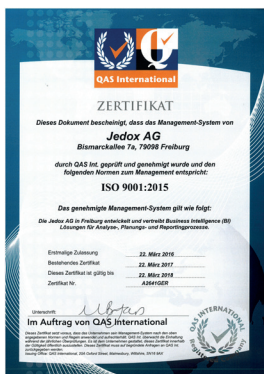 QAS International
ZERTIFIKAT
Dieses Dokument bescheinigt, dass das Management-System von
Jedox AG
Bismarckallee 7a, 79098 Freiburg
durch QAS Int. geprüft und genehmigt wurde und den
folgenden Normen zum Management entspricht:
ISO 9001:2015
Das genehmigte Management-System gilt wie folgt:
Die Jedox AG in Freiburg entwickelt und vertreibt Business Intelligence (BI)
Lösungen für Analyse-, Planungs- und Reportingprozesse.
Erstmalige Zulassung 22. März 2016
Bestehendes Zertifikat 22. März 2017
Dieses Zertifikat ist gültig bis 22. März 2018
Zertifikat Nr. A2641GER
Unterschrift:
Im Auftrag von QAS International